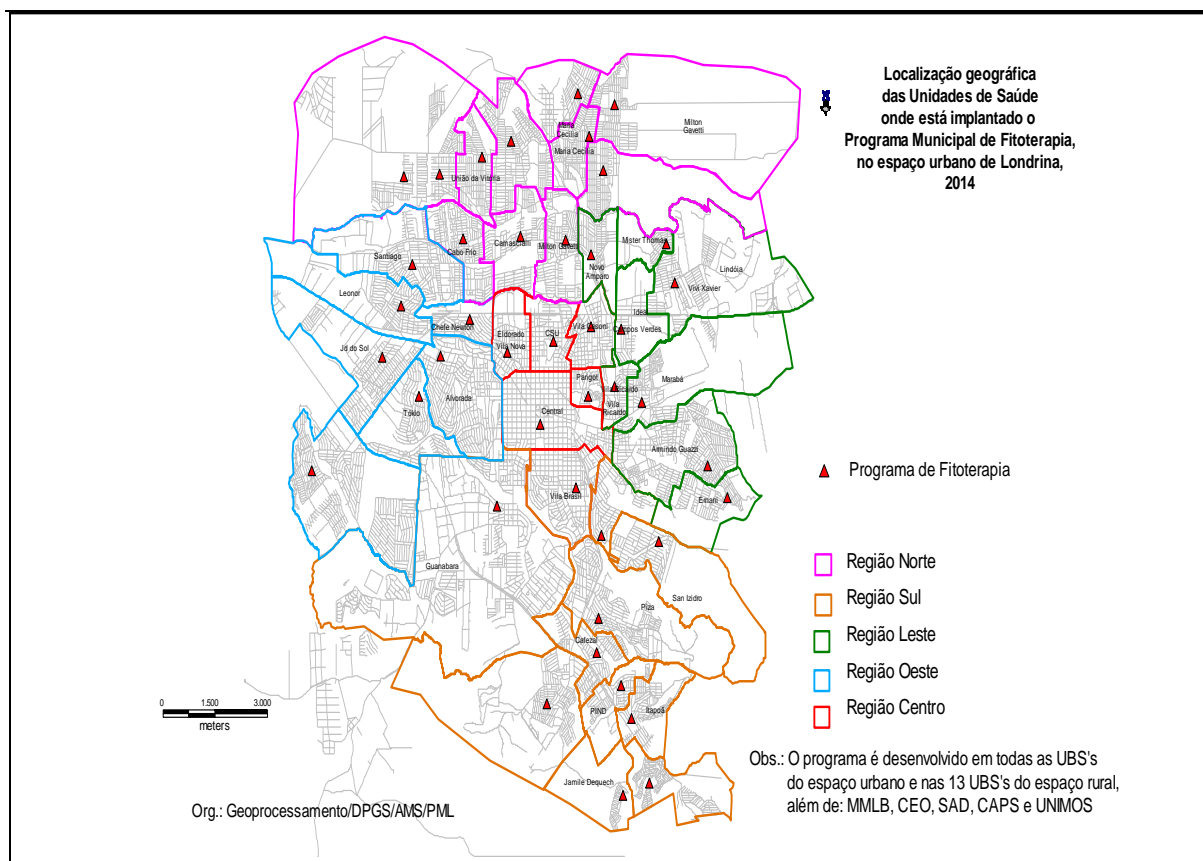 Localização geográfica
das Unidades de Saúde
onde está implantado o
Programa Municipal de Fitoterapia,
no espaço urbano de Londrina,
2014
Milton
Gavetti
Maria
Cecília
Maria Cecília
União da Vitória
Santiago
Cabo Frio
Carnascialli
Milton Gavetti
Novo
Amparo
Mister Thomas
Lindóia
Vivi Xavier
Leonor
Chefe Newton
Eldorado
Vila Nova
CSU
Vila Casoni
Ideal
Campos Verdes
Jd do Sol
Tókio
Alvorada
Central
Pangor
Vila Ricardo
Vila
Ricardo
Marabá
Armindo Guazzi
Ernani
Vila Brasil
Guanabara
San Izidro
Piza
Cafezal
PIND
Itapoã
Jamile Dequech
Programa de Fitoterapia
Região Norte
Região Sul
Região Leste
Região Oeste
Região Centro
0 1.500 3.000
meters
Org.: Geoprocessamento/DPGS/AMS/PML
Obs.: O programa é desenvolvido em todas as UBS's
do espaço urbano e nas 13 UBS's do espaço rural,
além de: MMLB, CEO, SAD, CAPS e UNIMOS